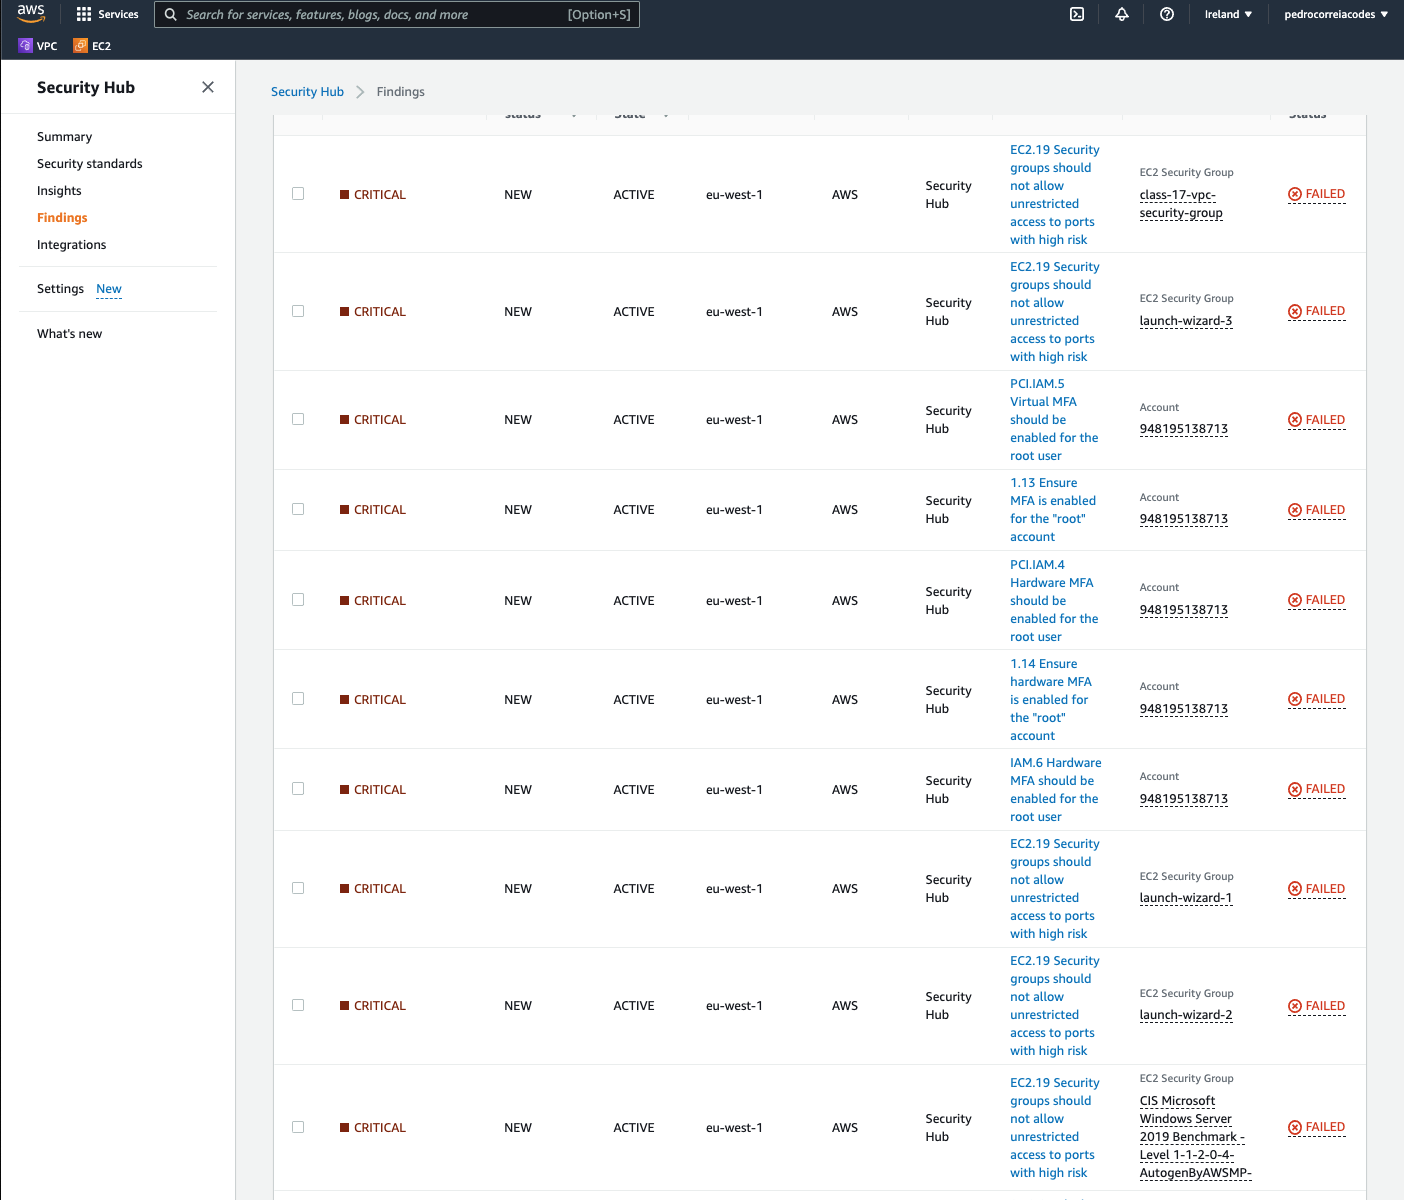 aws
Services
Search for services, features, blogs, docs, and more
[Option+S]
Ireland ▼
pedrocorreiacodes ▼
VPC
EC2
Security Hub
Summary
Security standards
Insights
Findings
Integrations
Settings New
What's new
Security Hub > Findings
status
State
Status
CRITICAL
NEW
ACTIVE
eu-west-1
AWS
Security
Hub
EC2.19 Security
groups should
not allow
unrestricted
access to ports
with high risk
EC2 Security Group
class-17-vpc-
security-group
FAILED
CRITICAL
NEW
ACTIVE
eu-west-1
AWS
Security
Hub
EC2.19 Security
groups should
not allow
unrestricted
access to ports
with high risk
EC2 Security Group
launch-wizard-3
FAILED
CRITICAL
NEW
ACTIVE
eu-west-1
AWS
Security
Hub
PCI.IAM.5
Virtual MFA
should be
enabled for the
root user
Account
948195138713
FAILED
CRITICAL
NEW
ACTIVE
eu-west-1
AWS
Security
Hub
1.13 Ensure
MFA is enabled
for the "root"
account
Account
948195138713
FAILED
CRITICAL
NEW
ACTIVE
eu-west-1
AWS
Security
Hub
PCI.IAM.4
Hardware MFA
should be
enabled for the
root user
Account
948195138713
FAILED
CRITICAL
NEW
ACTIVE
eu-west-1
AWS
Security
Hub
1.14 Ensure
hardware MFA
is enabled for
the "root"
account
Account
948195138713
FAILED
CRITICAL
NEW
ACTIVE
eu-west-1
AWS
Security
Hub
IAM.6 Hardware
MFA should be
enabled for the
root user
Account
948195138713
FAILED
CRITICAL
NEW
ACTIVE
eu-west-1
AWS
Security
Hub
EC2.19 Security
groups should
not allow
unrestricted
access to ports
with high risk
EC2 Security Group
launch-wizard-1
FAILED
CRITICAL
NEW
ACTIVE
eu-west-1
AWS
Security
Hub
EC2.19 Security
groups should
not allow
unrestricted
access to ports
with high risk
EC2 Security Group
launch-wizard-2
FAILED
CRITICAL
NEW
ACTIVE
eu-west-1
AWS
Security
Hub
EC2.19 Security
groups should
not allow
unrestricted
access to ports
with high risk
EC2 Security Group
CIS Microsoft
Windows Server
2019 Benchmark -
Level 1-1-2-0-4-
AutogenByAWSMP-
FAILED